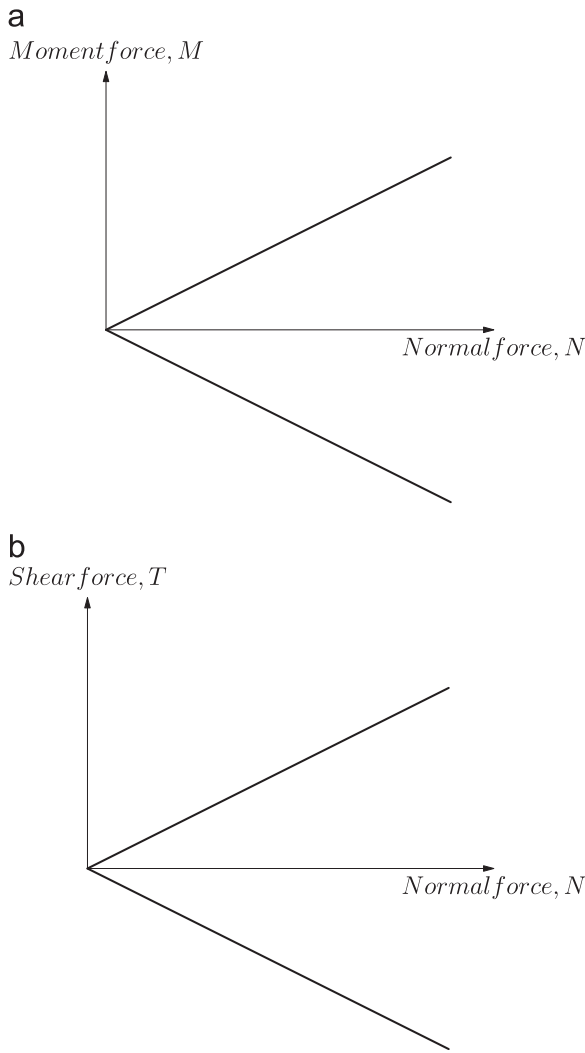 a
Momentforce, M
Normalforce, N
b
Shearforce, T
Normalforce, N